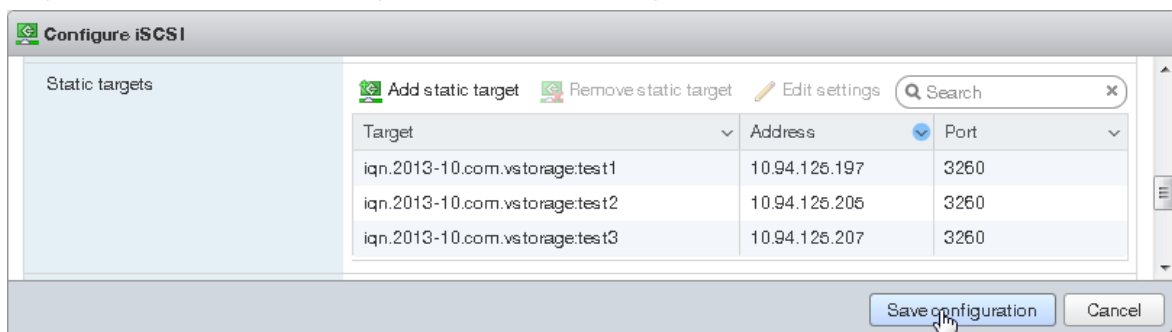 Configure iSCSI
Static targets
Add static target Remove static target Edit settings Search
Target Address Port
iqn.2013-10.com.vstorage:test1 10.94.125.197 3260
iqn.2013-10.com.vstorage:test2 10.94.125.205 3260
iqn.2013-10.com.vstorage:test3 10.94.125.207 3260
Save configuration Cancel